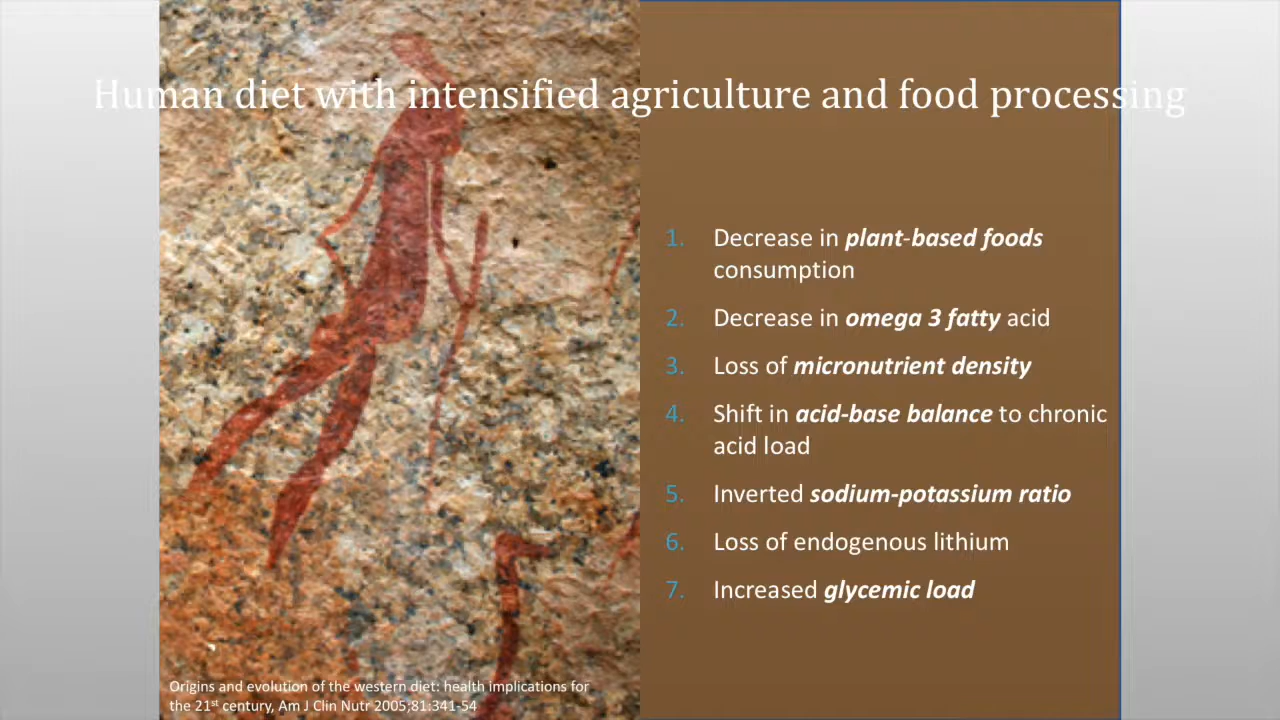 Human diet with intensified agriculture and food processing
1. Decrease in plant-based foods
consumption
2. Decrease in omega 3 fatty acid
3. Loss of micronutrient density
4. Shift in acid-base balance to chronic
acid load
5. Inverted sodium-potassium ratio
6. Loss of endogenous lithium
7. Increased glycemic load
Origins and evolution of the western diet: health implications for
the 21st century, Am J Clin Nutr 2005;81:341-54